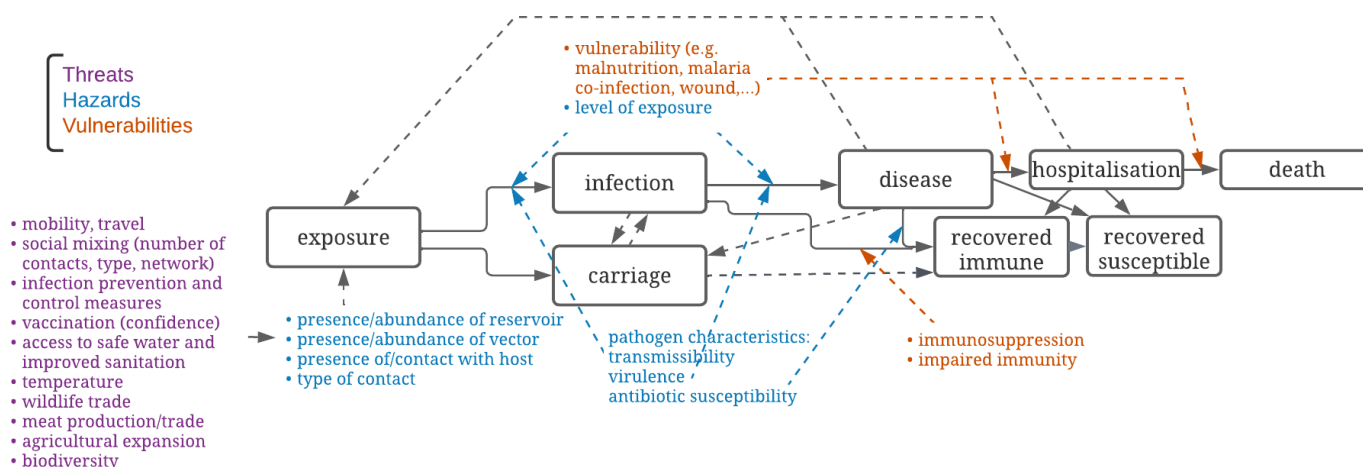 Threats
Hazards
Vulnerabilities
• vulnerability (e.g.
malnutrition, malaria
co-infection, wound,...)
• level of exposure
exposure
infection
carriage
disease
hospitalisation
death
recovered
immune
recovered
susceptible
• mobility, travel
• social mixing (number of
contacts, type, network)
• infection prevention and
control measures
• vaccination (confidence)
• access to safe water and
improved sanitation
• temperature
• wildlife trade
• meat production/trade
• agricultural expansion
• biodiversity
• presence/abundance of reservoir
• presence/abundance of vector
• presence of/contact with host
• type of contact
pathogen characteristics:
transmissibility
virulence
antibiotic susceptibility
• immunosuppression
• impaired immunity